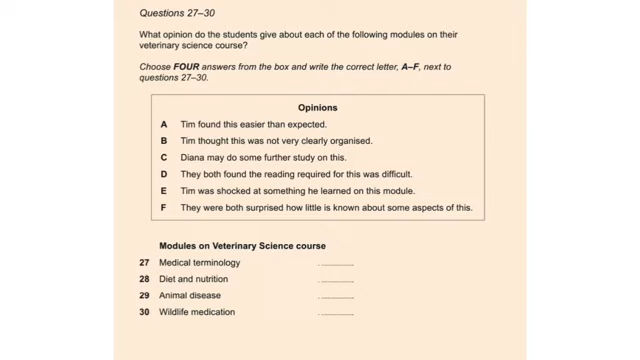 Questions 27–30
What opinion do the students give about each of the following modules on their
veterinary science course?
Choose FOUR answers from the box and write the correct letter, A–F, next to
questions 27–30.
Opinions
A Tim found this easier than expected.
B Tim thought this was not very clearly organised.
C Diana may do some further study on this.
D They both found the reading required for this was difficult.
E Tim was shocked at something he learned on this module.
F They were both surprised how little is known about some aspects of this.
Modules on Veterinary Science course
27 Medical terminology ..............
28 Diet and nutrition ..............
29 Animal disease ..............
30 Wildlife medication ..............